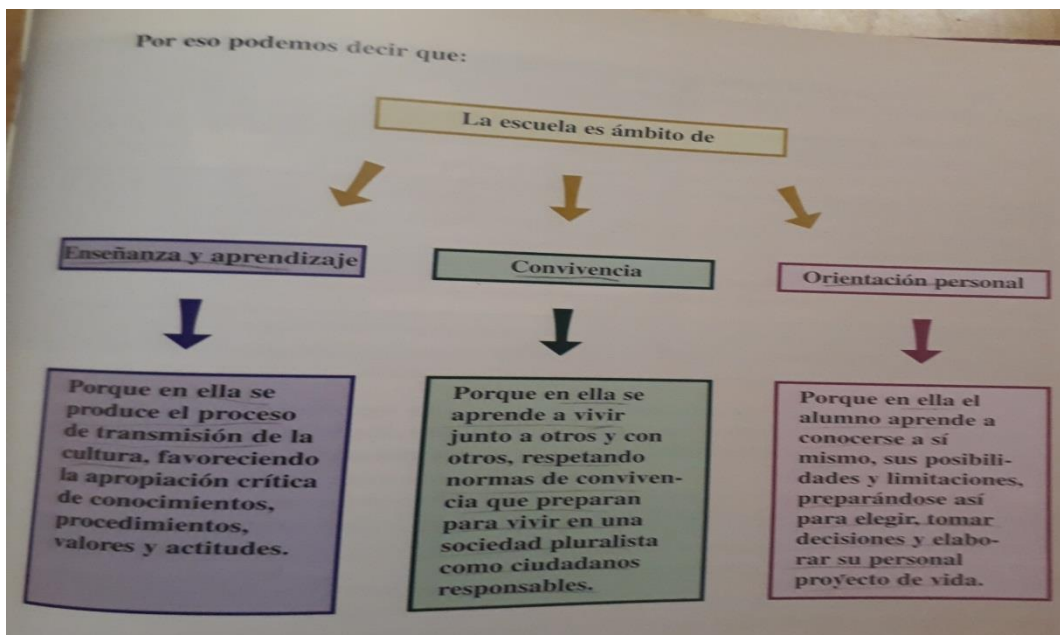 Por eso podemos decir que:
La escuela es ámbito de
Enseñanza y aprendizaje
Convivencia
Orientación personal
Porque en ella se
produce el proceso
de transmisión de la
cultura, favoreciendo
la apropiación crítica
de conocimientos,
procedimientos,
valores y actitudes.
Porque en ella se
aprende a vivir
junto a otros y con
otros, respetando
normas de conviven-
cia que preparan
para vivir en una
sociedad pluralista
como ciudadanos
responsables.
Porque en ella el
alumno aprende a
conocerse a sí
mismo, sus posibili-
dades y limitaciones,
preparándose así
para elegir, tomar
decisiones y elabo-
rar su personal
proyecto de vida.